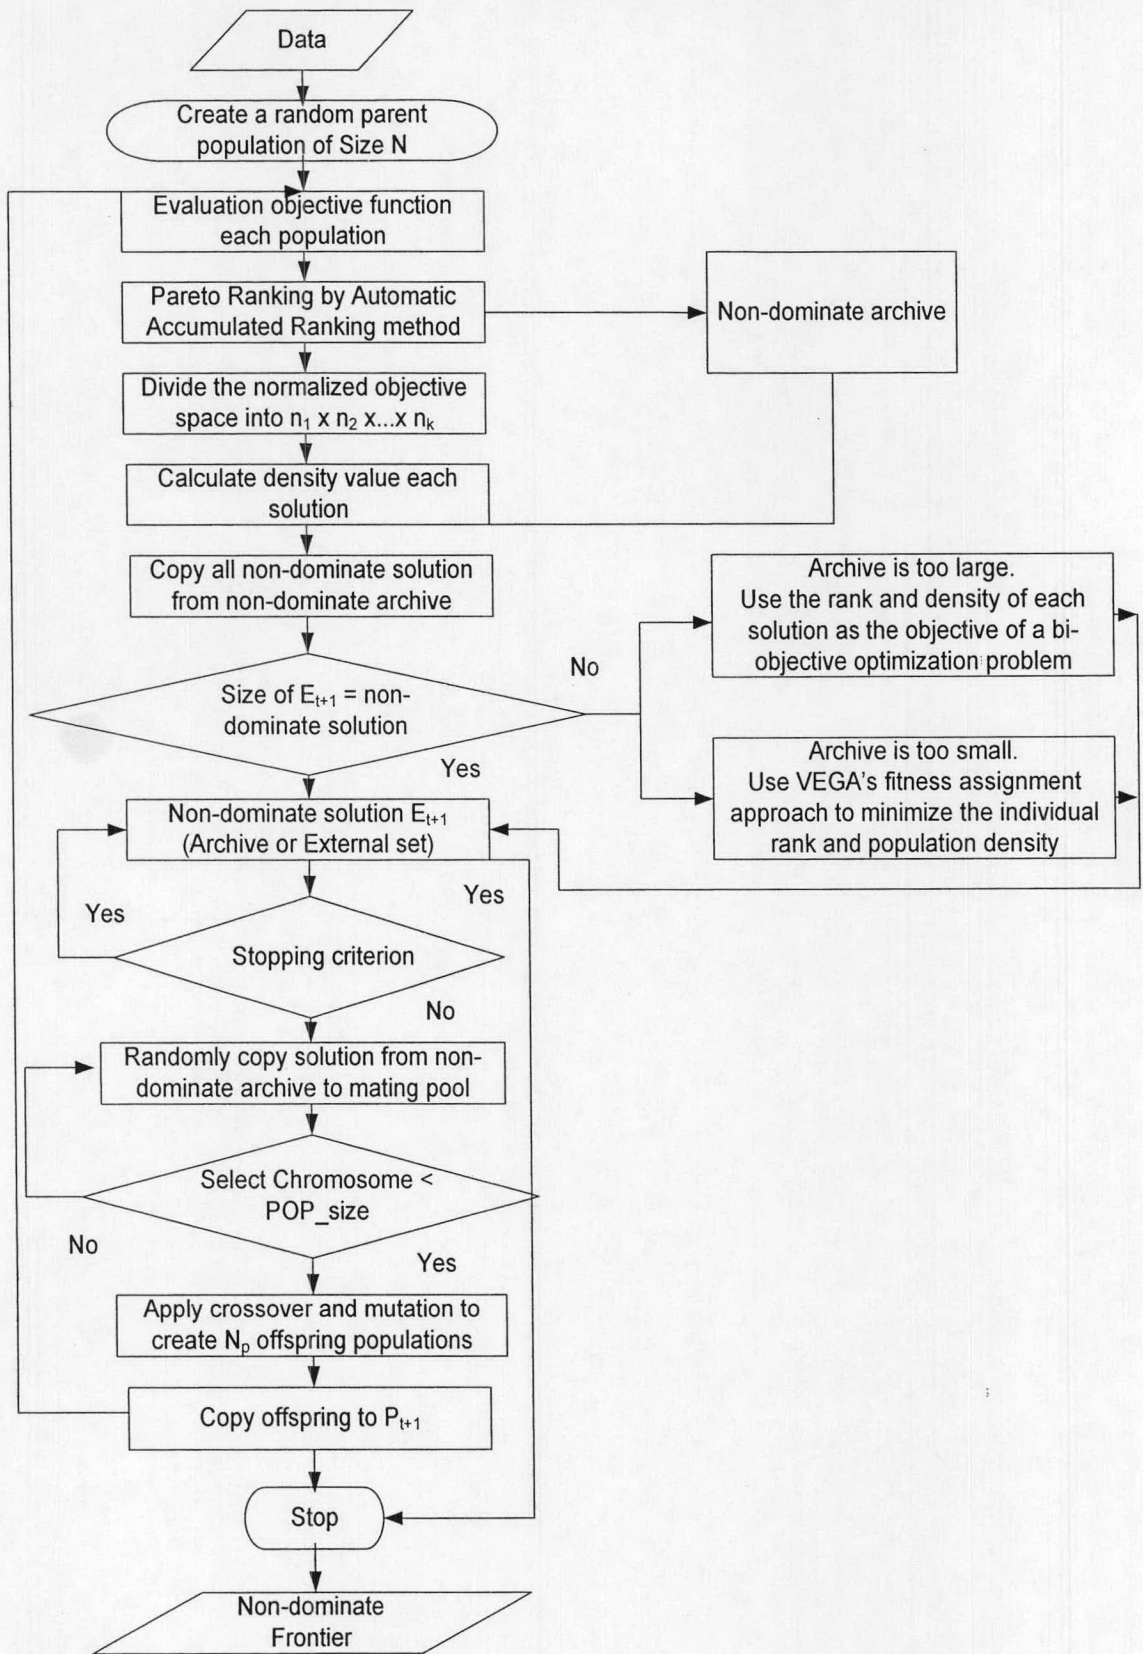 Data
Create a random parent
population of Size N
Evaluation objective function
each population
Pareto Ranking by Automatic
Accumulated Ranking method
Non-dominate archive
Divide the normalized objective
space into n₁ x n₂ x...x nₖ
Calculate density value each
solution
Copy all non-dominate solution
from non-dominate archive
Archive is too large.
Use the rank and density of each
solution as the objective of a bi-
objective optimization problem
No
Size of Eₜ₊₁ = non-
dominate solution
Archive is too small.
Use VEGA's fitness assignment
approach to minimize the individual
rank and population density
Yes
Non-dominate solution Eₜ₊₁
(Archive or External set)
Yes
Yes
Stopping criterion
No
Randomly copy solution from non-
dominate archive to mating pool
Select Chromosome <
POP_size
No
Yes
Apply crossover and mutation to
create Nₚ offspring populations
Copy offspring to Pₜ₊₁
Stop
Non-dominate
Frontier